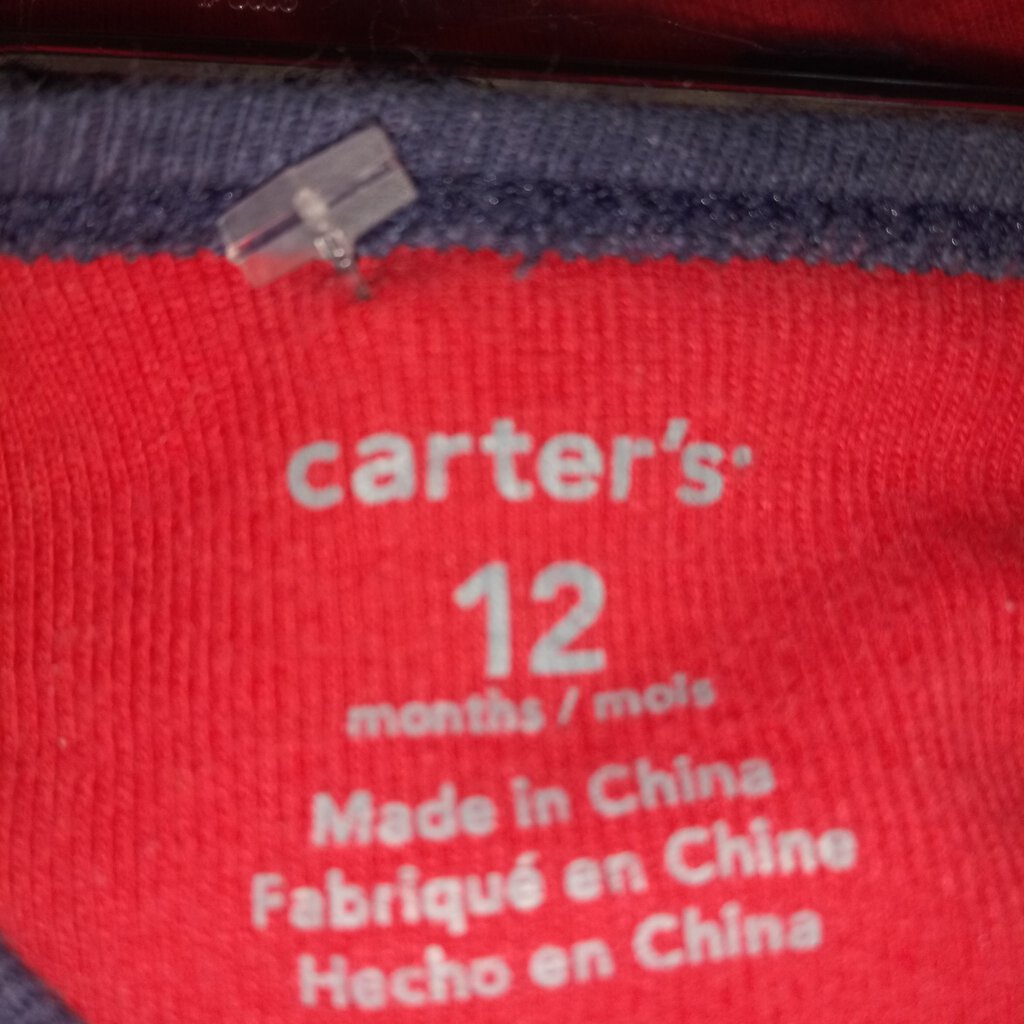 carter's
12
months / mois
Made in China
Fabriqué en Chine
Hecho en China